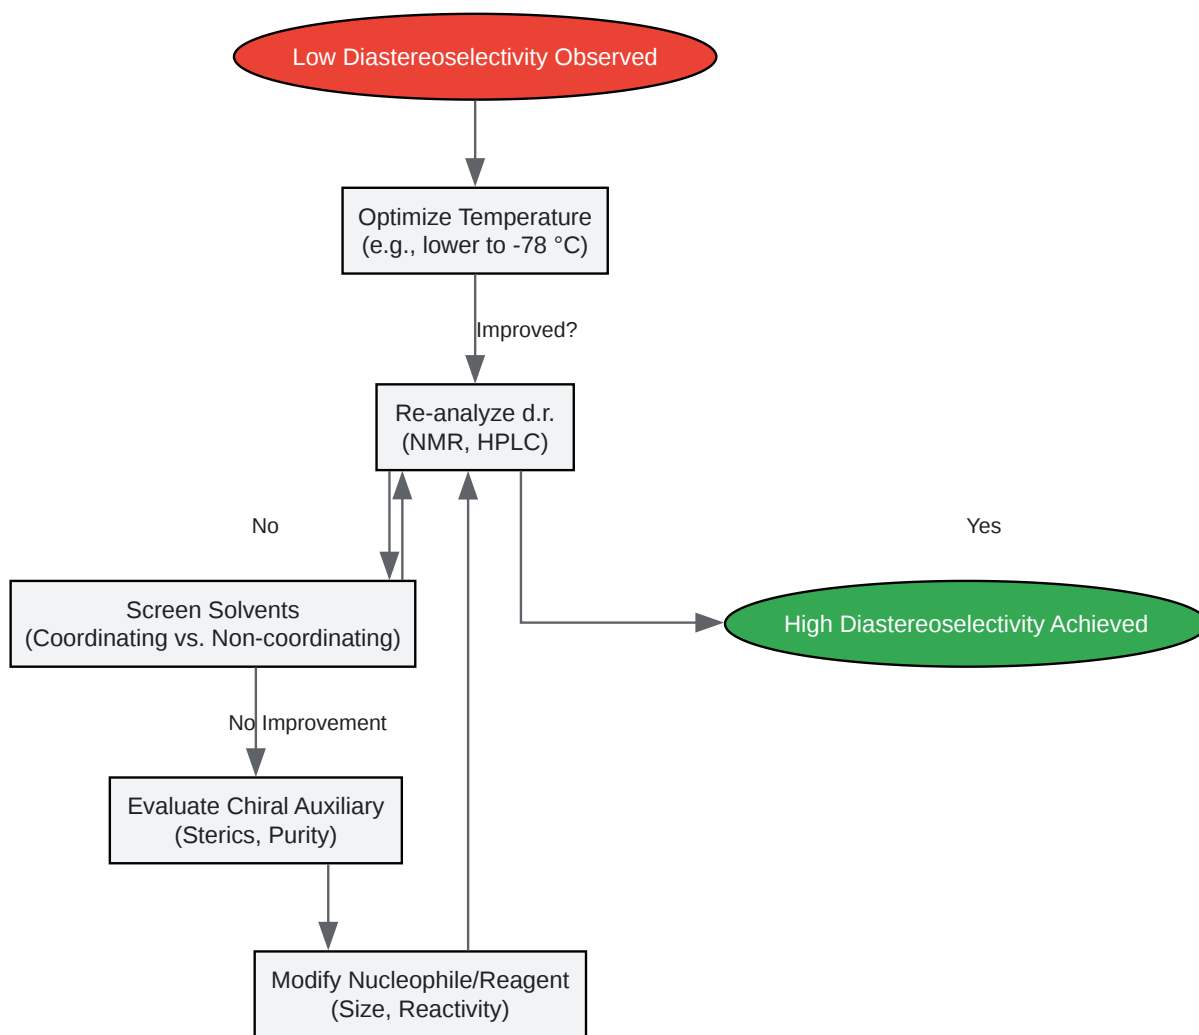 Low Diastereoselectivity Observed
Optimize Temperature
(e.g., lower to -78 °C)
Improved?
Re-analyze d.r.
(NMR, HPLC)
No
Yes
Screen Solvents
(Coordinating vs. Non-coordinating)
High Diastereoselectivity Achieved
No Improvement
Evaluate Chiral Auxiliary
(Sterics, Purity)
Modify Nucleophile/Reagent
(Size, Reactivity)